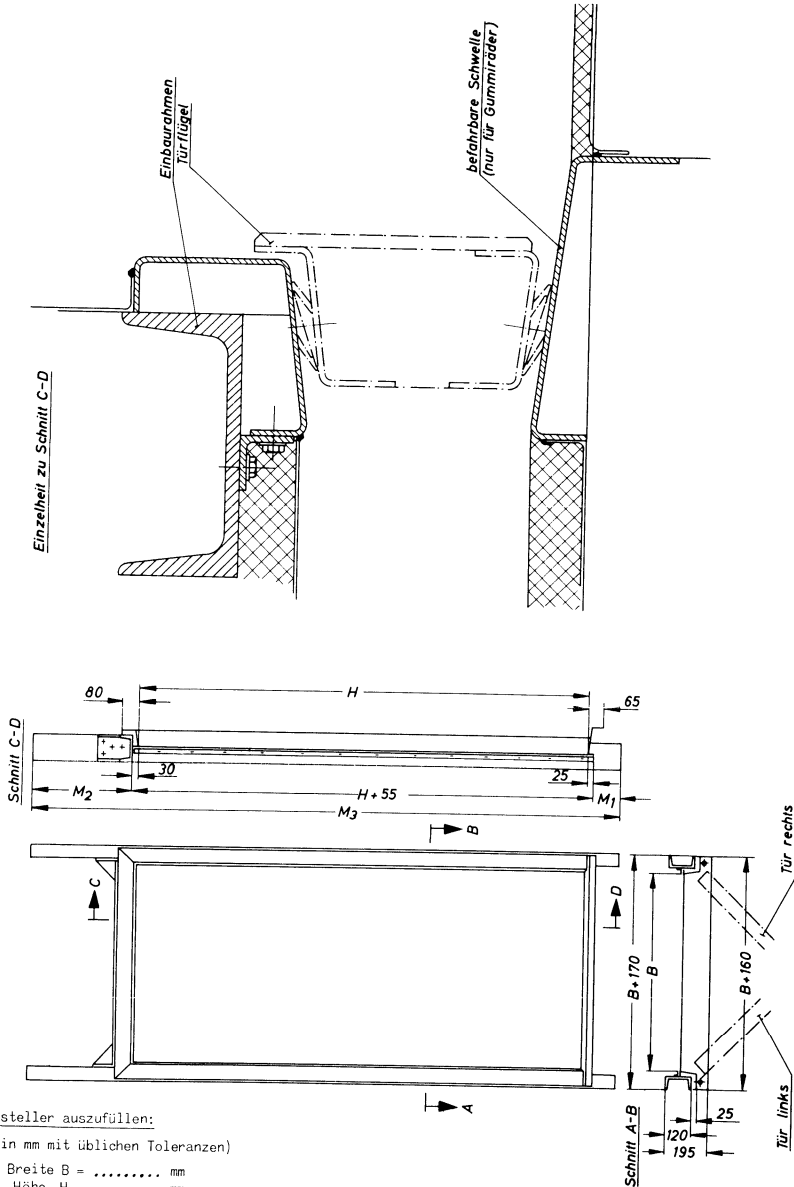 Einbaurahmen
Türflügel
befahrbare Schwelle
(nur für Gummiräder)
Einzelheit zu Schnitt C-D
Schnitt C-D
80
H
65
30
25
M2
H+55
M1
M3
B
C
D
A
B+170
B
B+160
Tür rechts
Tür links
Schnitt A-B
25
120
195
steller auszufüllen:
in mm mit üblichen Toleranzen)
Breite B = ......... mm
Höhe H